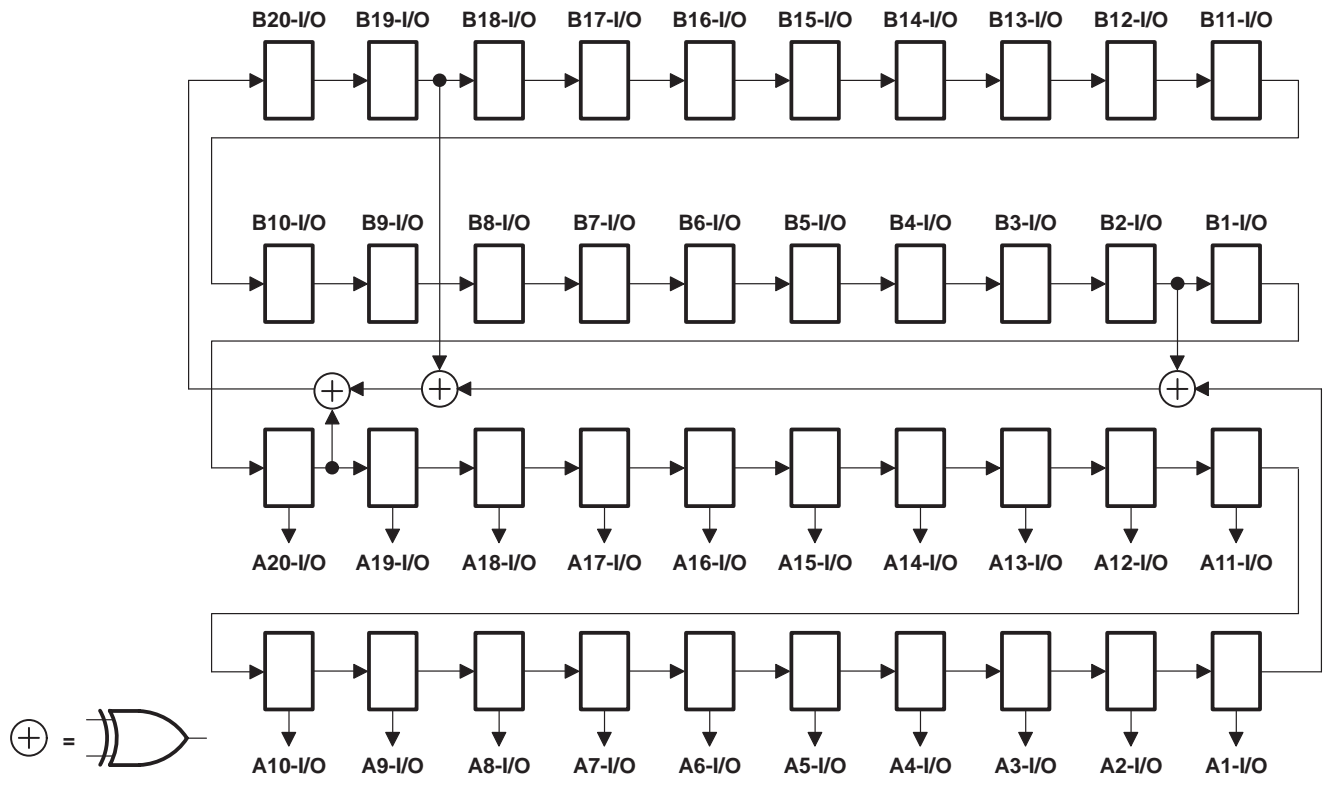 B20-I/O B19-I/O B18-I/O B17-I/O B16-I/O B15-I/O B14-I/O B13-I/O B12-I/O B11-I/O
B10-I/O B9-I/O B8-I/O B7-I/O B6-I/O B5-I/O B4-I/O B3-I/O B2-I/O B1-I/O
A20-I/O A19-I/O A18-I/O A17-I/O A16-I/O A15-I/O A14-I/O A13-I/O A12-I/O A11-I/O
=
A10-I/O A9-I/O A8-I/O A7-I/O A6-I/O A5-I/O A4-I/O A3-I/O A2-I/O A1-I/O